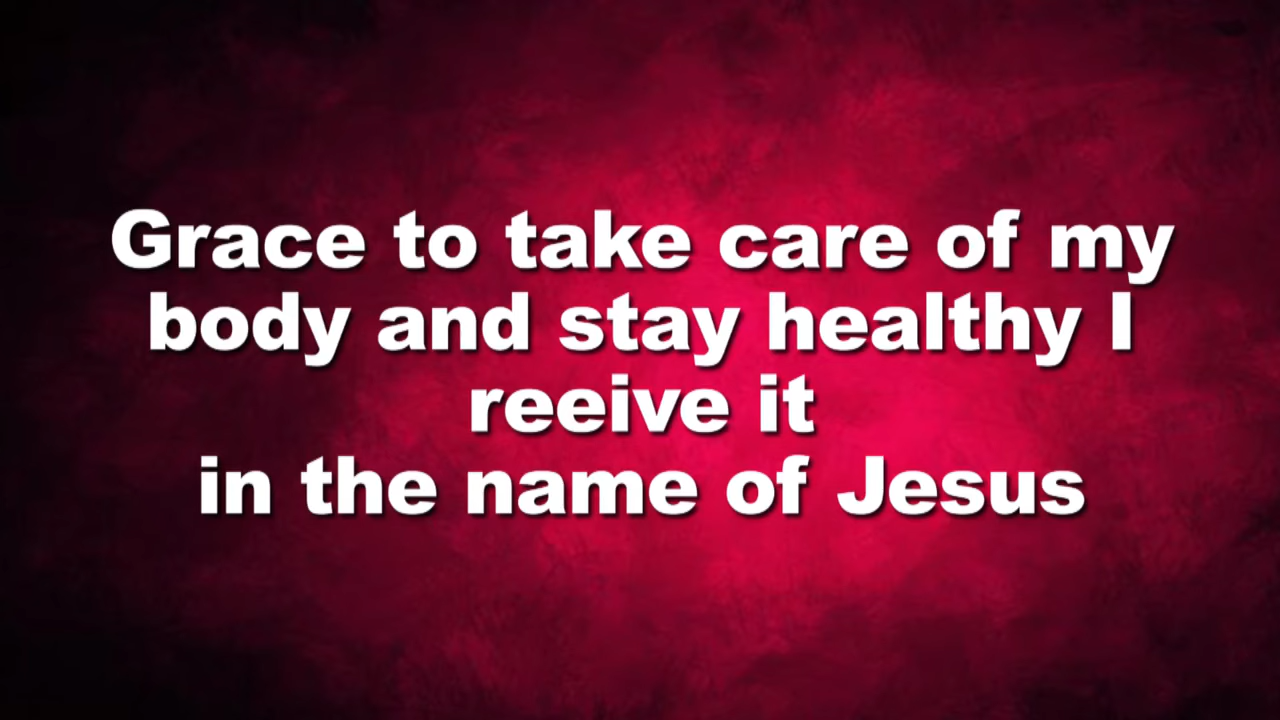 Grace to take care of my
body and stay healthy I
reeive it
in the name of Jesus